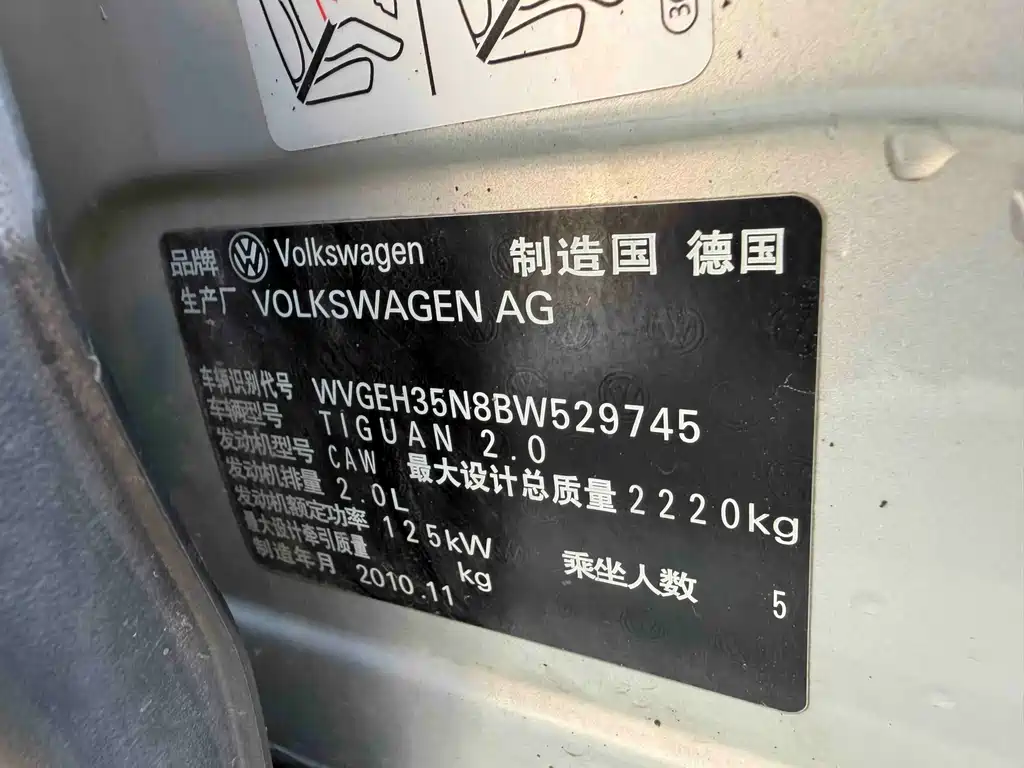 品牌 Volkswagen 制造国 德国
生产厂 VOLKSWAGEN AG
车辆识别代号 WVGEH35N8BW529745
车辆型号 TIGUAN 2.0
发动机型号 CAW 最大设计总质量 2220kg
发动机排量 2.0L
发动机额定功率 125kW
最大设计牵引质量 kg 乘坐人数 5
制造年月 2010.11